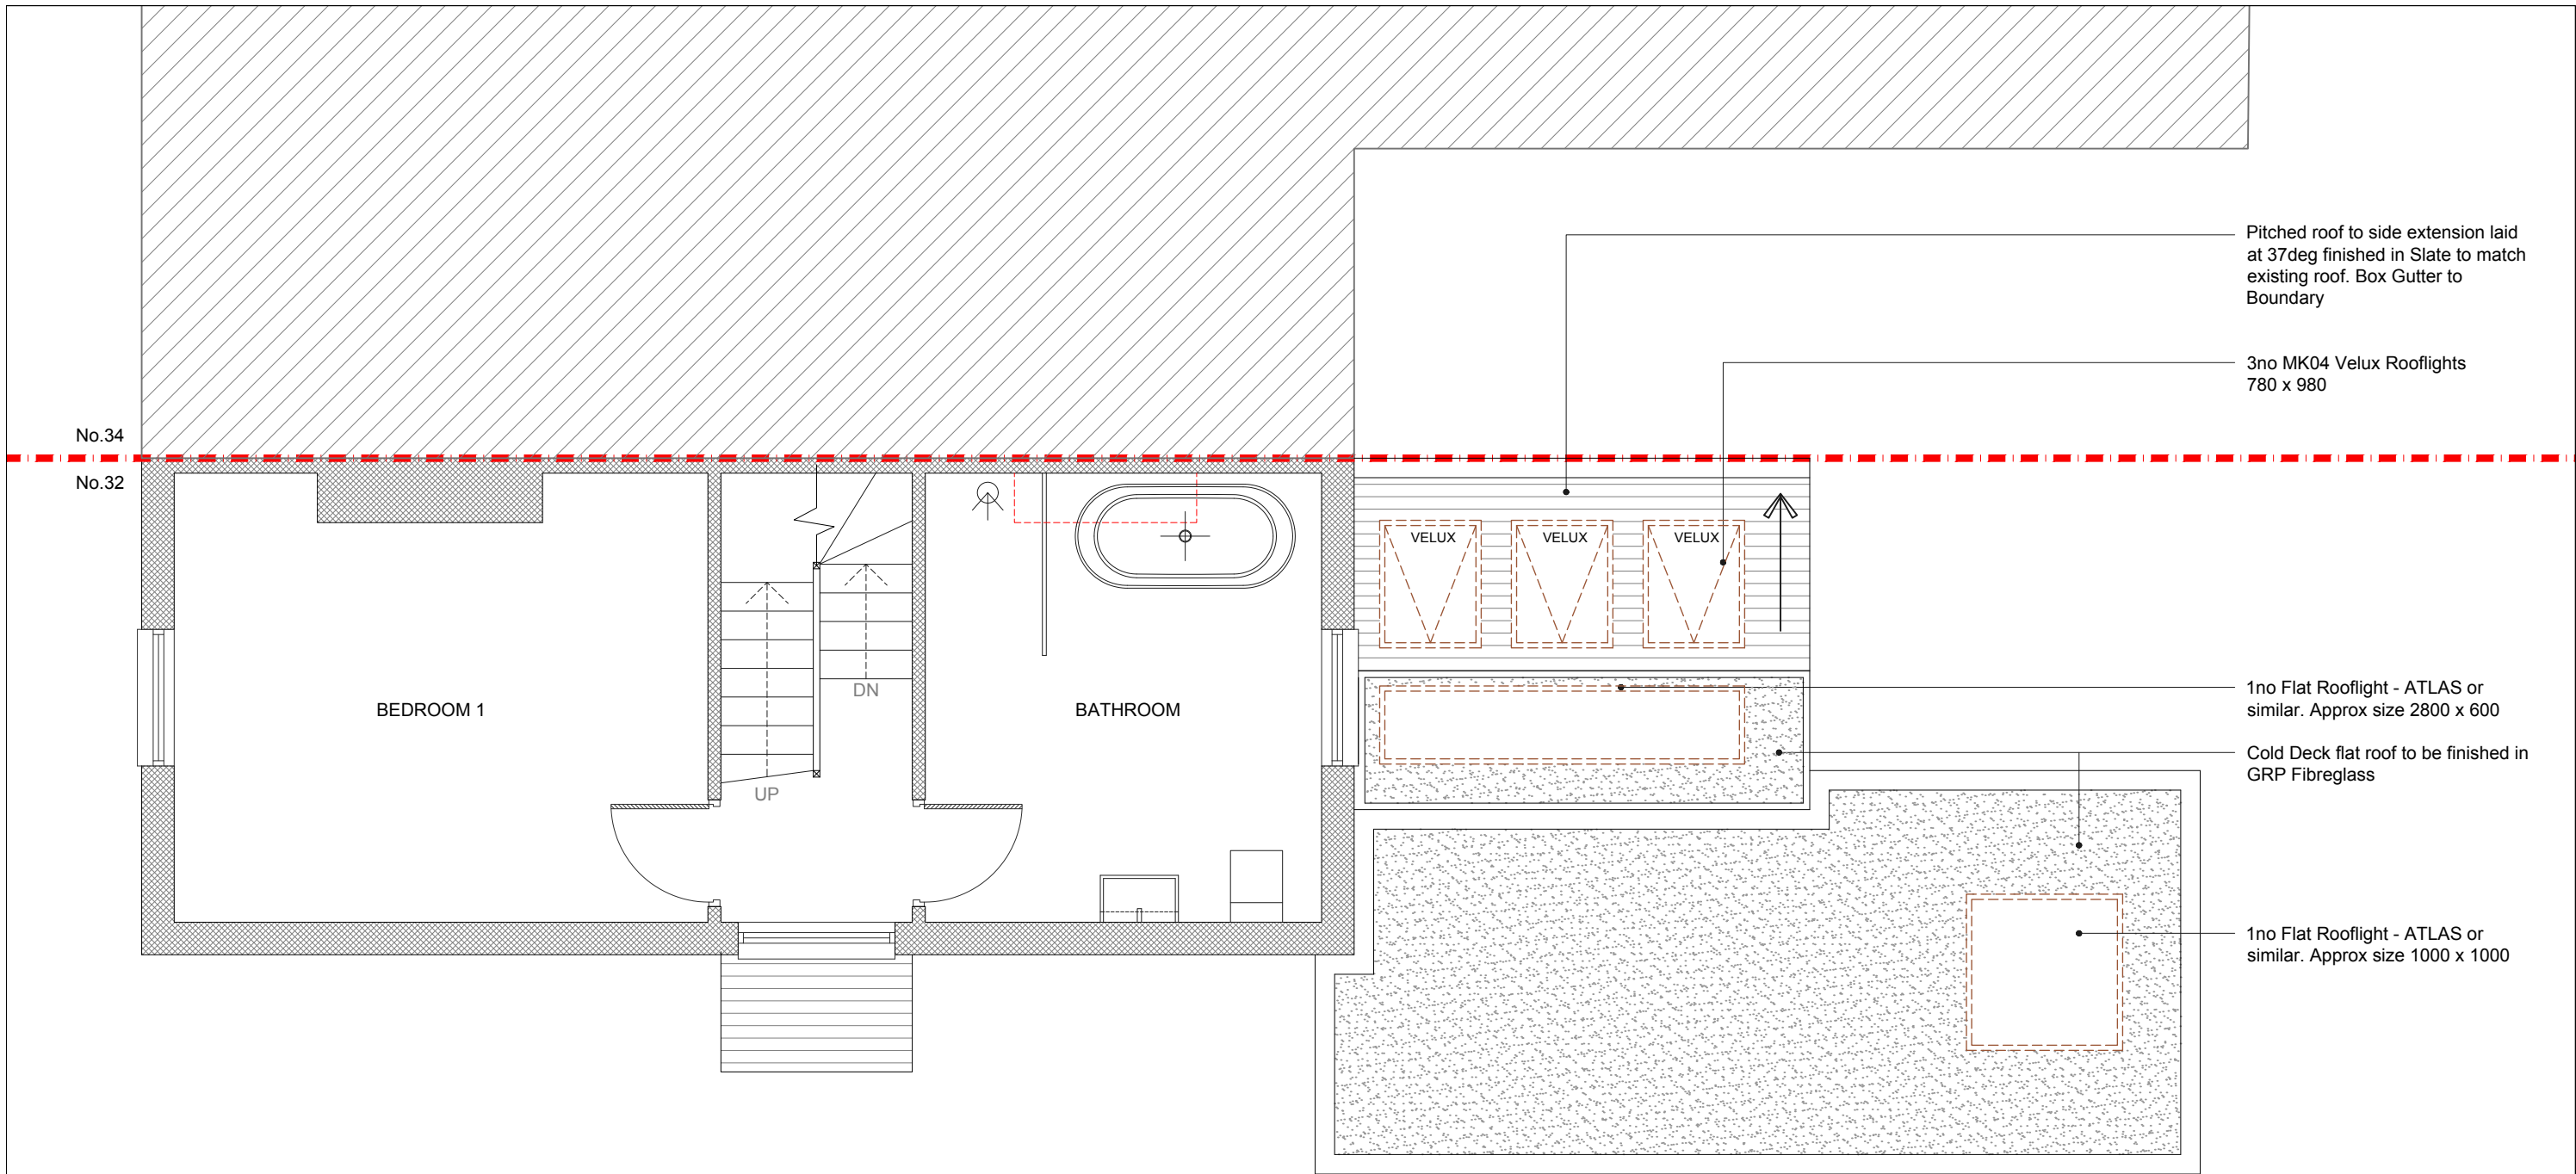 Pitched roof to side extension laid
at 37deg finished in Slate to match
existing roof. Box Gutter to
Boundary
3no MK04 Velux Rooflights
780 x 980
No.34
No.32
VELUX
VELUX
VELUX
BEDROOM 1
DN
UP
BATHROOM
1no Flat Rooflight - ATLAS or
similar. Approx size 2800 x 600
Cold Deck flat roof to be finished in
GRP Fibreglass
1no Flat Rooflight - ATLAS or
similar. Approx size 1000 x 1000